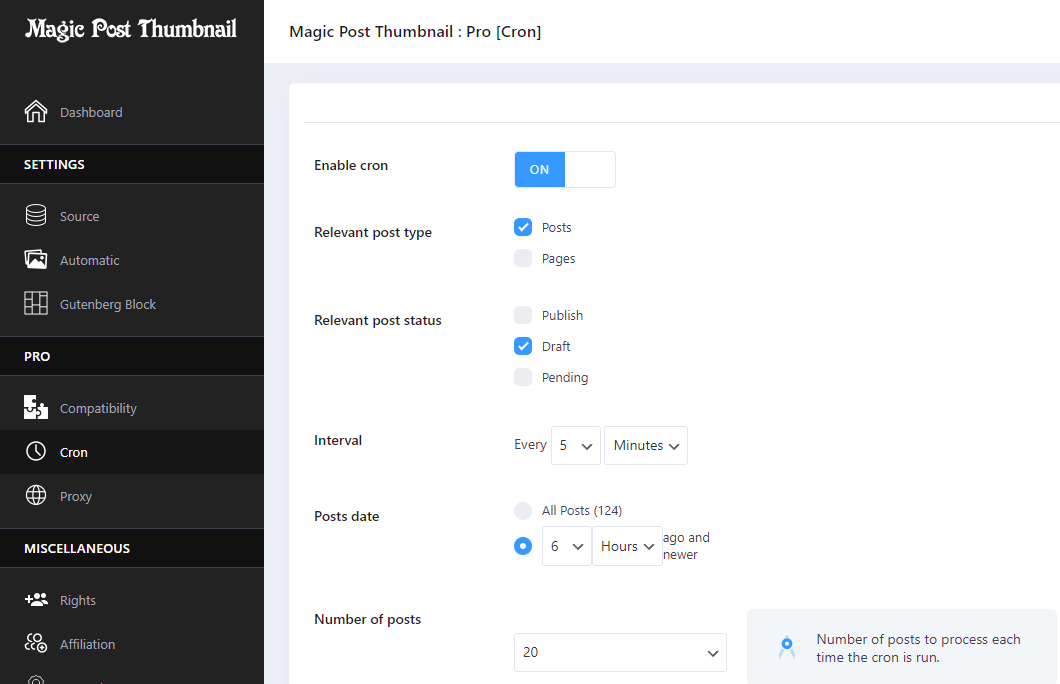 Magic Post Thumbnail
Magic Post Thumbnail : Pro [Cron]
Dashboard
SETTINGS
Source
Automatic
Gutenberg Block
PRO
Compatibility
Cron
Proxy
MISCELLANEOUS
Rights
Affiliation
Enable cron
ON
Relevant post type
Posts
Pages
Relevant post status
Publish
Draft
Pending
Interval
Every 5 Minutes
Posts date
All Posts (124)
6 Hours ago and
newer
Number of posts
20
Number of posts to process each
time the cron is run.